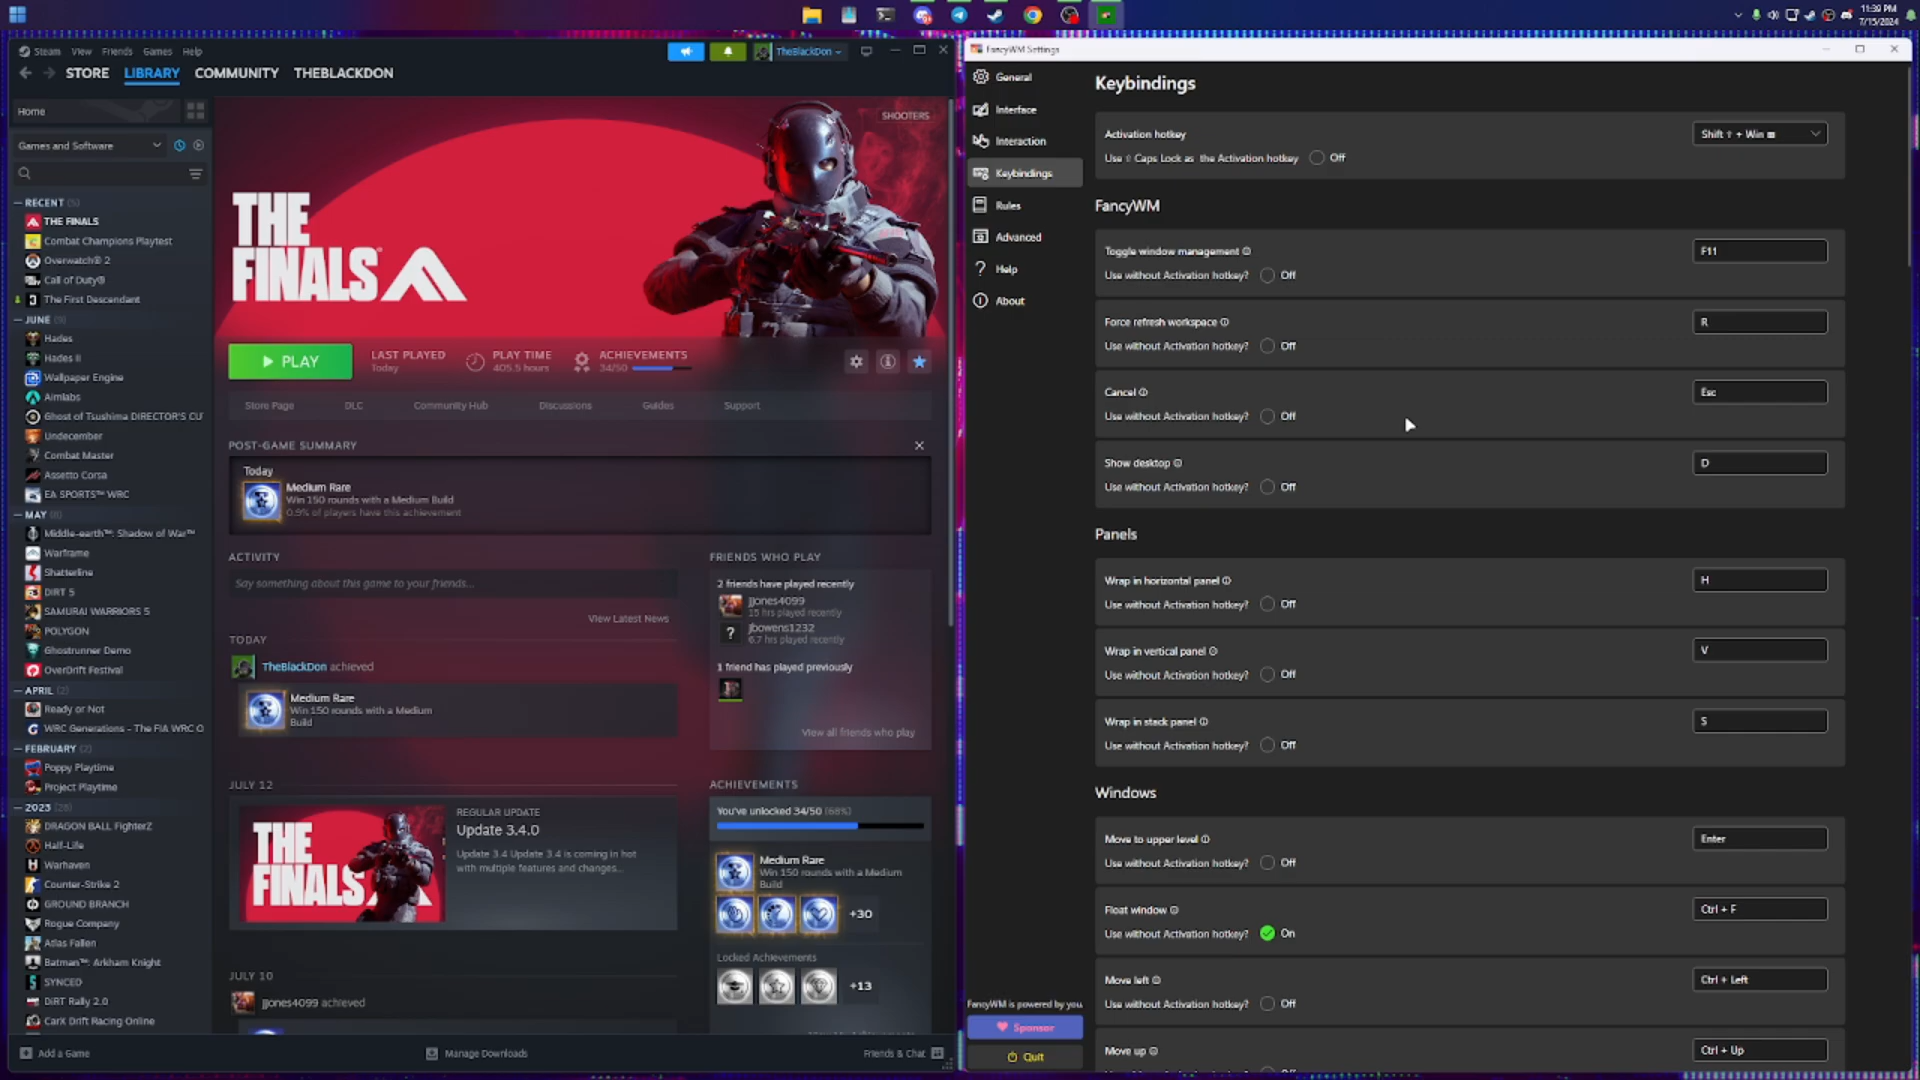 11:39 PM
7/15/2024
Steam View Friends Games Help
TheBlackDon
STORE LIBRARY COMMUNITY THEBLACKDON
Home
Games and Software
RECENT (5)
THE FINALS
Combat Champions Playtest
Overwatch® 2
Call of Duty®
The First Descendant
JUNE (9)
Hades
Hades II
Wallpaper Engine
Aimlabs
Ghost of Tsushima DIRECTOR'S CU
Undecember
Combat Master
Assetto Corsa
EA SPORTS™ WRC
MAY (8)
Middle-earth™: Shadow of War™
Warframe
Shatterline
DIRT 5
SAMURAI WARRIORS 5
POLYGON
Ghostrunner Demo
OverDrift Festival
APRIL (2)
Ready or Not
WRC Generations - The FIA WRC O
FEBRUARY (2)
Poppy Playtime
Project Playtime
2023 (28)
DRAGON BALL FighterZ
Half-Life
Warhaven
Counter-Strike 2
GROUND BRANCH
Rogue Company
Atlas Fallen
Batman™: Arkham Knight
SYNCED
DiRT Rally 2.0
CarX Drift Racing Online
Add a Game
SHOOTERS
THE
FINALS
PLAY
LAST PLAYED
Today
PLAY TIME
405.5 hours
ACHIEVEMENTS
34/50
Store Page DLC Community Hub Discussions Guides Support
POST-GAME SUMMARY
Today
Medium Rare
Win 150 rounds with a Medium Build
0.9% of players have this achievement
ACTIVITY
Say something about this game to your friends...
View Latest News
TODAY
TheBlackDon achieved
Medium Rare
Win 150 rounds with a Medium
Build
JULY 12
THE
FINALS
REGULAR UPDATE
Update 3.4.0
Update 3.4 Update 3.4 is coming in hot
with multiple features and changes...
JULY 10
jjones4099 achieved
FRIENDS WHO PLAY
2 friends have played recently
jjones4099
15 hrs played recently
?
jbowens1232
6.7 hrs played recently
1 friend has played previously
View all friends who play
ACHIEVEMENTS
You've unlocked 34/50 (68%)
Medium Rare
Win 150 rounds with a Medium
Build
+30
Locked Achievements
+13
Manage Downloads
Friends & Chat
FancyWM Settings
General
Interface
Interaction
Keybindings
Rules
Advanced
Help
About
FancyWM is powered by you
Sponsor
Quit
Keybindings
Activation hotkey
Shift ⇧ + Win ⊞
Use ⇧ Caps Lock as the Activation hotkey Off
FancyWM
Toggle window management
F11
Use without Activation hotkey? Off
Force refresh workspace
R
Use without Activation hotkey? Off
Cancel
Esc
Use without Activation hotkey? Off
Show desktop
D
Use without Activation hotkey? Off
Panels
Wrap in horizontal panel
H
Use without Activation hotkey? Off
Wrap in vertical panel
V
Use without Activation hotkey? Off
Wrap in stack panel
S
Use without Activation hotkey? Off
Windows
Move to upper level
Enter
Use without Activation hotkey? Off
Float window
Ctrl + F
Use without Activation hotkey? On
Move left
Ctrl + Left
Use without Activation hotkey? Off
Move up
Ctrl + Up